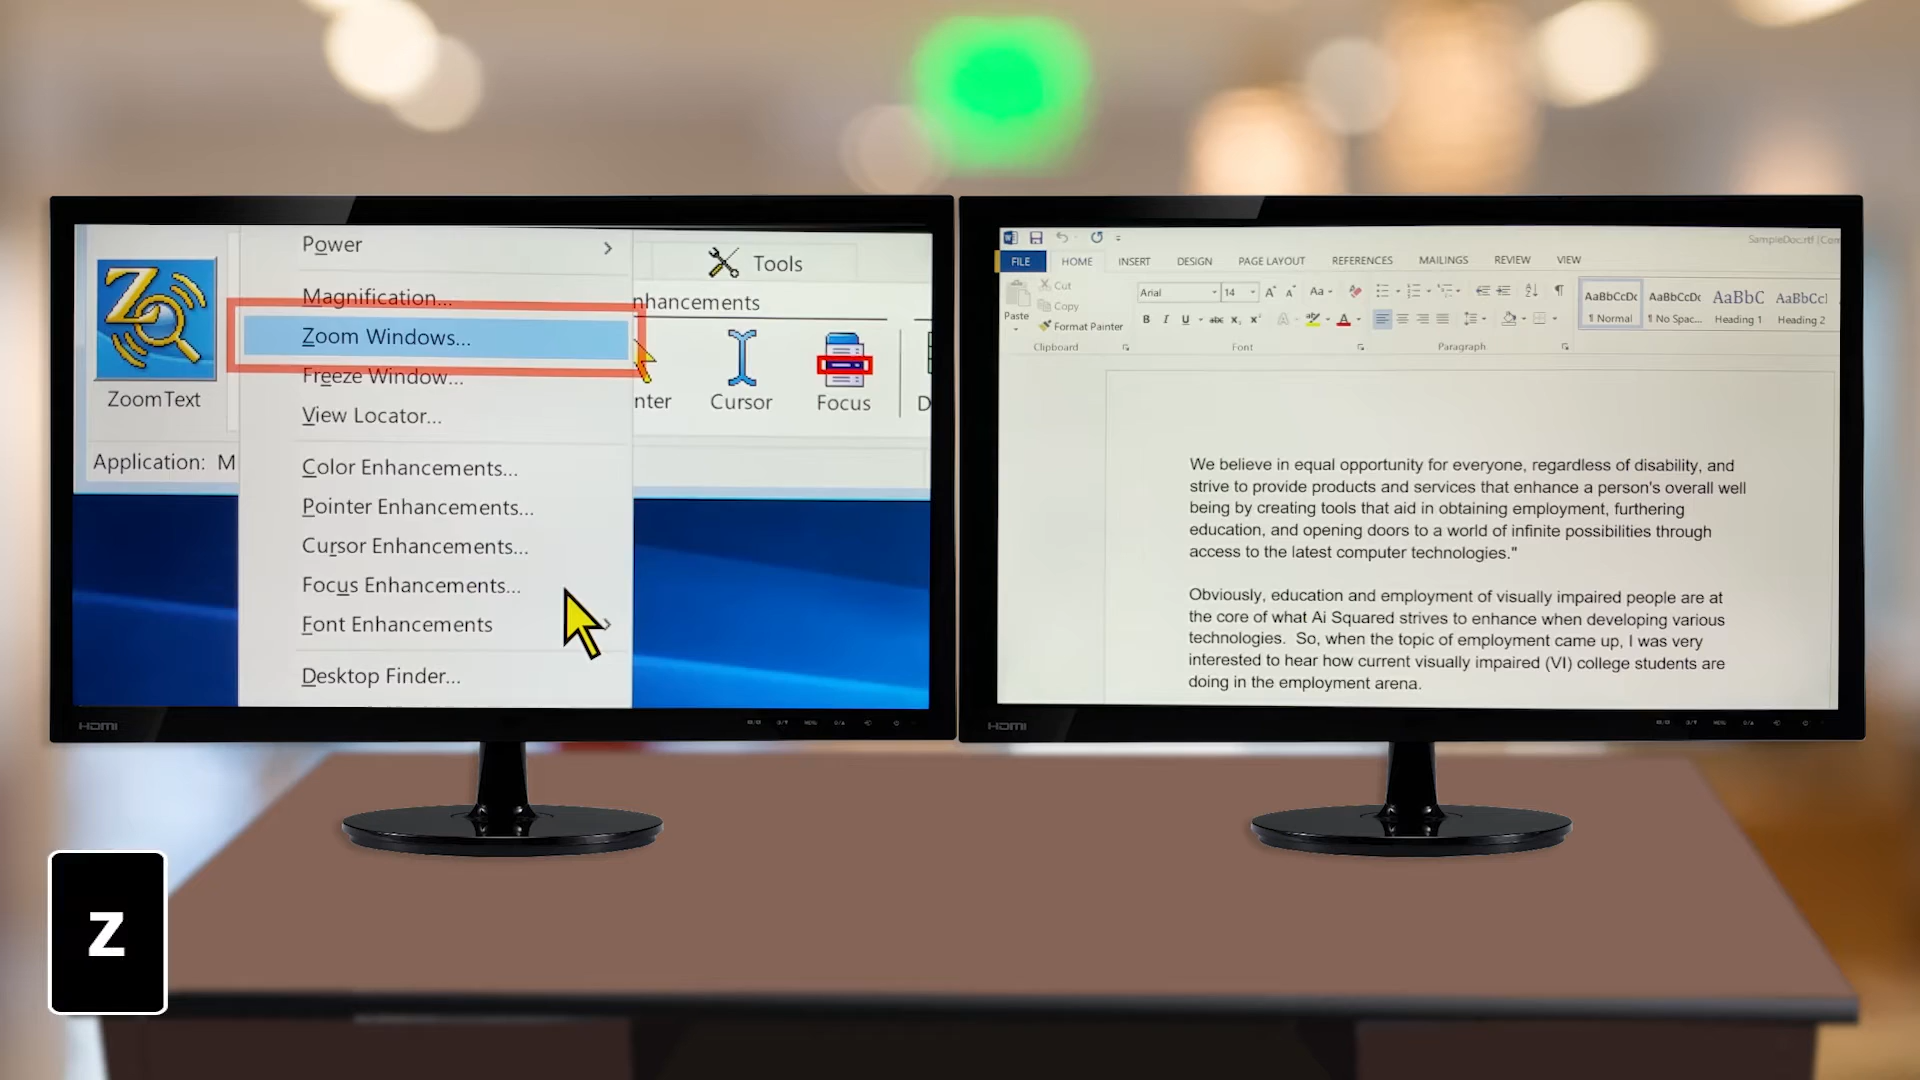 Power
Magnification...
Zoom Windows...
Freeze Window...
View Locator...
Color Enhancements...
Pointer Enhancements...
Cursor Enhancements...
Focus Enhancements...
Font Enhancements
Desktop Finder...
ZoomText
Application: M
Tools
nhancements
nter
Cursor
Focus
D
HDMI
SampleDoc.rtf [Com
FILE HOME INSERT DESIGN PAGE LAYOUT REFERENCES MAILINGS REVIEW VIEW
Paste
Cut
Copy
Format Painter
Clipboard
Arial 14
Font
Paragraph
AaBbCcDc AaBbCcDc AaBbC AaBbCcI
¶ Normal ¶ No Spac... Heading 1 Heading 2
We believe in equal opportunity for everyone, regardless of disability, and
strive to provide products and services that enhance a person's overall well
being by creating tools that aid in obtaining employment, furthering
education, and opening doors to a world of infinite possibilities through
access to the latest computer technologies."
Obviously, education and employment of visually impaired people are at
the core of what Ai Squared strives to enhance when developing various
technologies.  So, when the topic of employment came up, I was very
interested to hear how current visually impaired (VI) college students are
doing in the employment arena.
HDMI
z